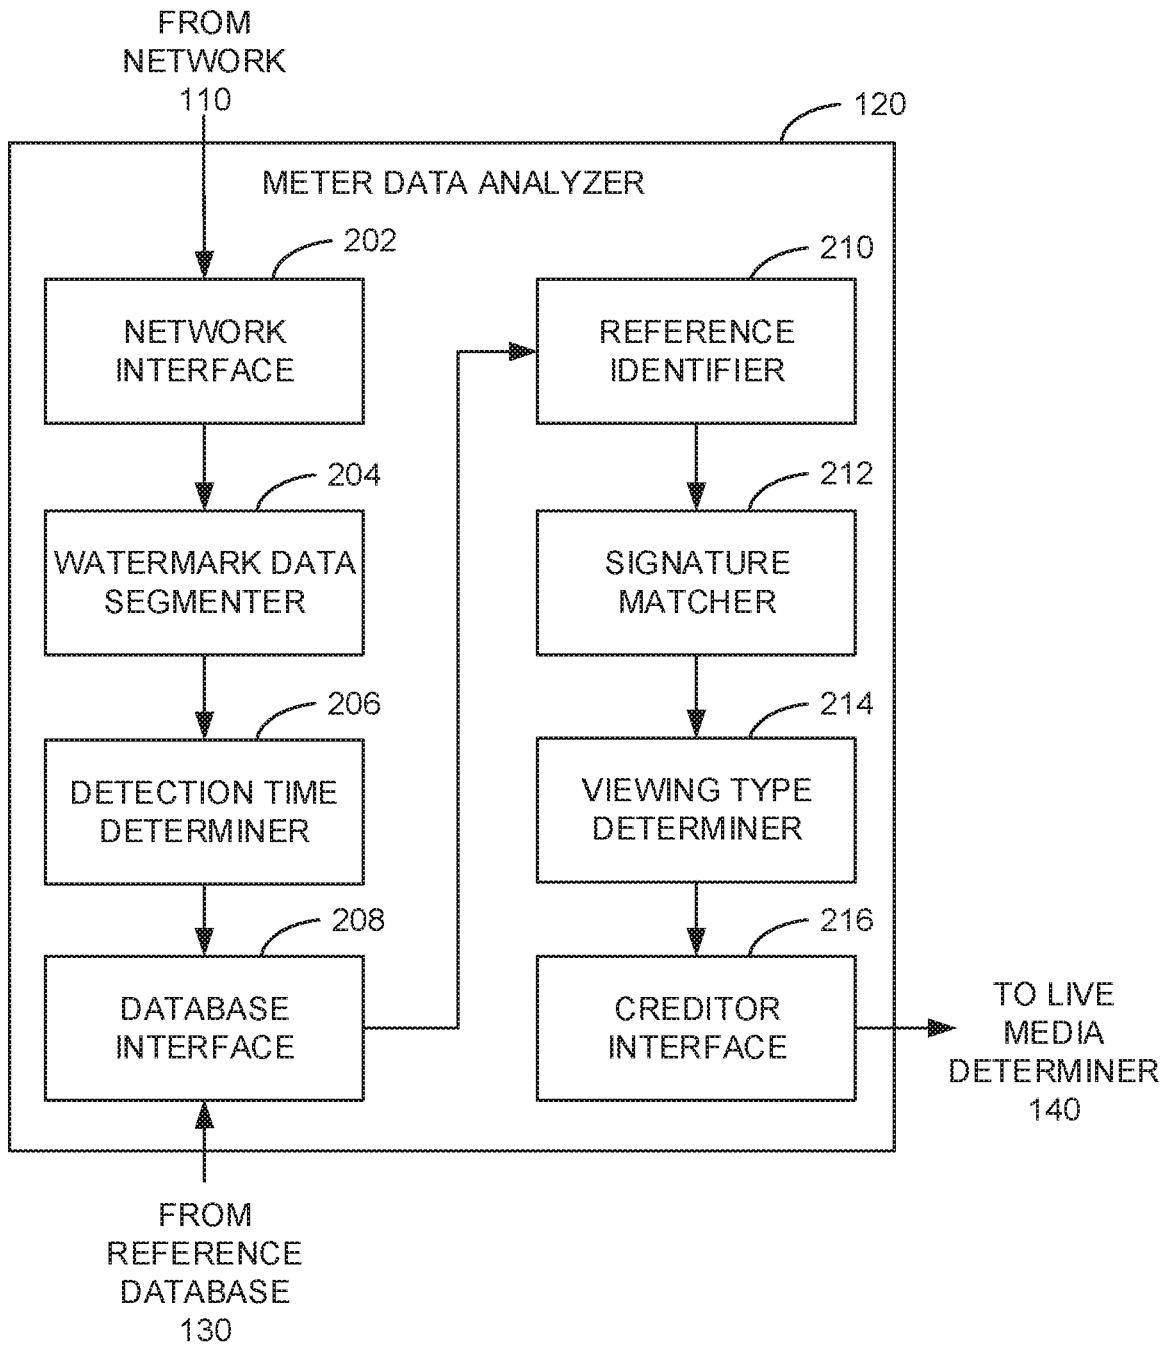 FROM
NETWORK
110
120
METER DATA ANALYZER
202
NETWORK
INTERFACE
204
WATERMARK DATA
SEGMENTER
206
DETECTION TIME
DETERMINER
208
DATABASE
INTERFACE
210
REFERENCE
IDENTIFIER
212
SIGNATURE
MATCHER
214
VIEWING TYPE
DETERMINER
216
CREDITOR
INTERFACE
TO LIVE
MEDIA
DETERMINER
140
FROM
REFERENCE
DATABASE
130